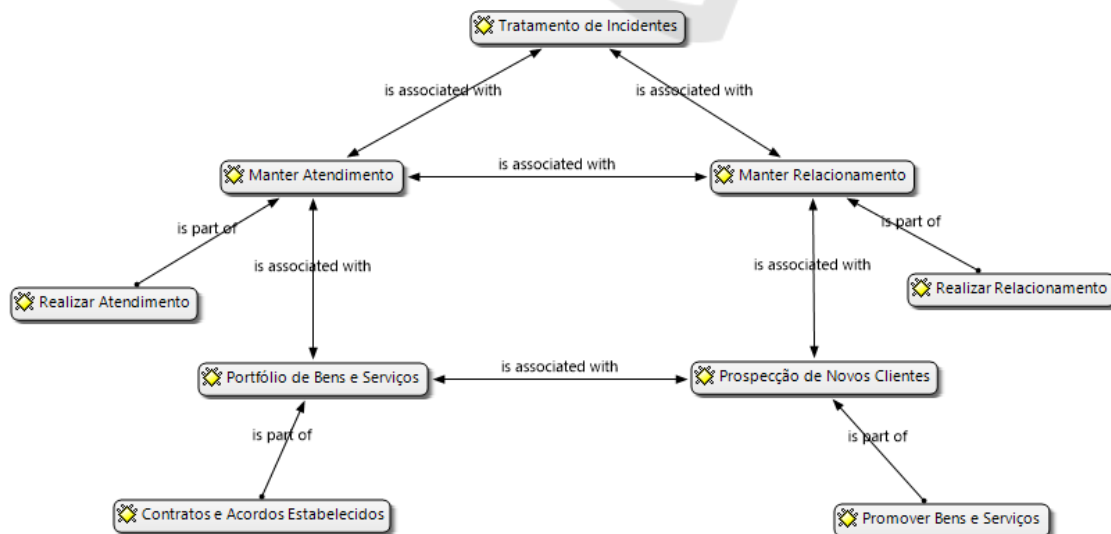 Tratamento de Incidentes
is associated with
is associated with
Manter Atendimento
is associated with
Manter Relacionamento
is part of
is part of
is associated with
is associated with
Realizar Atendimento
Realizar Relacionamento
Portfólio de Bens e Serviços
is associated with
Prospecção de Novos Clientes
is part of
is part of
Contratos e Acordos Estabelecidos
Promover Bens e Serviços